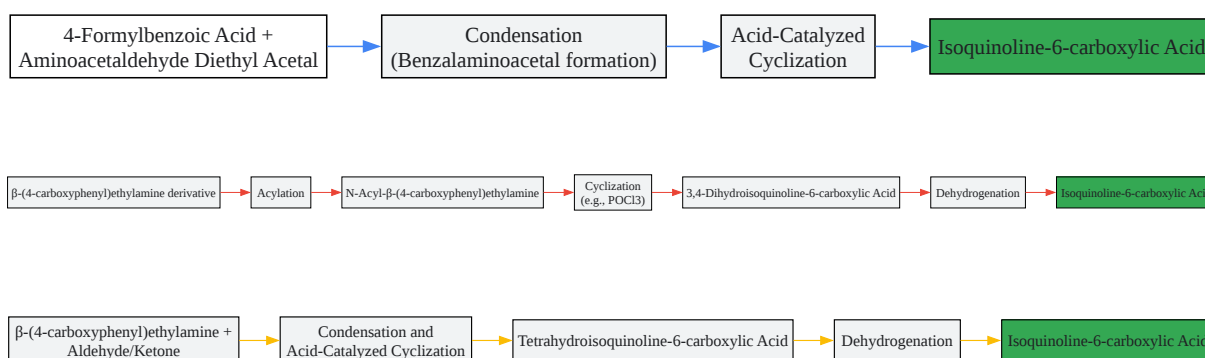 4-Formylbenzoic Acid +
Aminoacetaldehyde Diethyl Acetal
Condensation
(Benzalaminoacetal formation)
Acid-Catalyzed
Cyclization
Isoquinoline-6-carboxylic Acid
β-(4-carboxyphenyl)ethylamine derivative
Acylation
N-Acyl-β-(4-carboxyphenyl)ethylamine
Cyclization
(e.g., POCl3)
3,4-Dihydroisoquinoline-6-carboxylic Acid
Dehydrogenation
Isoquinoline-6-carboxylic Acid
β-(4-carboxyphenyl)ethylamine +
Aldehyde/Ketone
Condensation and
Acid-Catalyzed Cyclization
Tetrahydroisoquinoline-6-carboxylic Acid
Dehydrogenation
Isoquinoline-6-carboxylic Acid